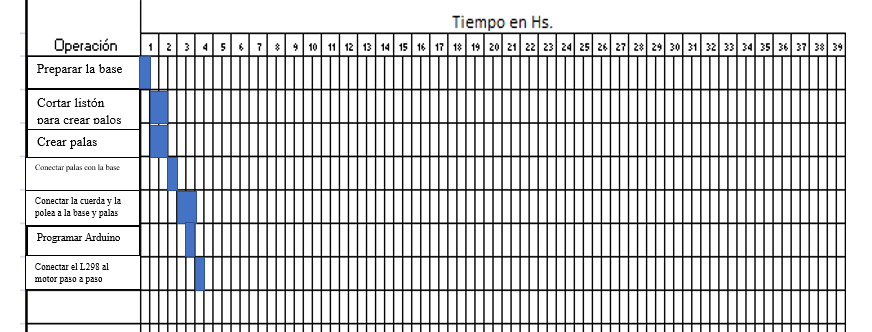 Tiempo en Hs.
Operación 1 2 3 4 5 6 7 8 9 10 11 12 13 14 15 16 17 18 19 20 21 22 23 24 25 26 27 28 29 30 31 32 33 34 35 36 37 38 39
Preparar la base
Cortar listón
para crear palos
Crear palas
Conectar palas con la base
Conectar la cuerda y la
polea a la base y palas
Programar Arduino
Conectar el L298 al
motor paso a paso